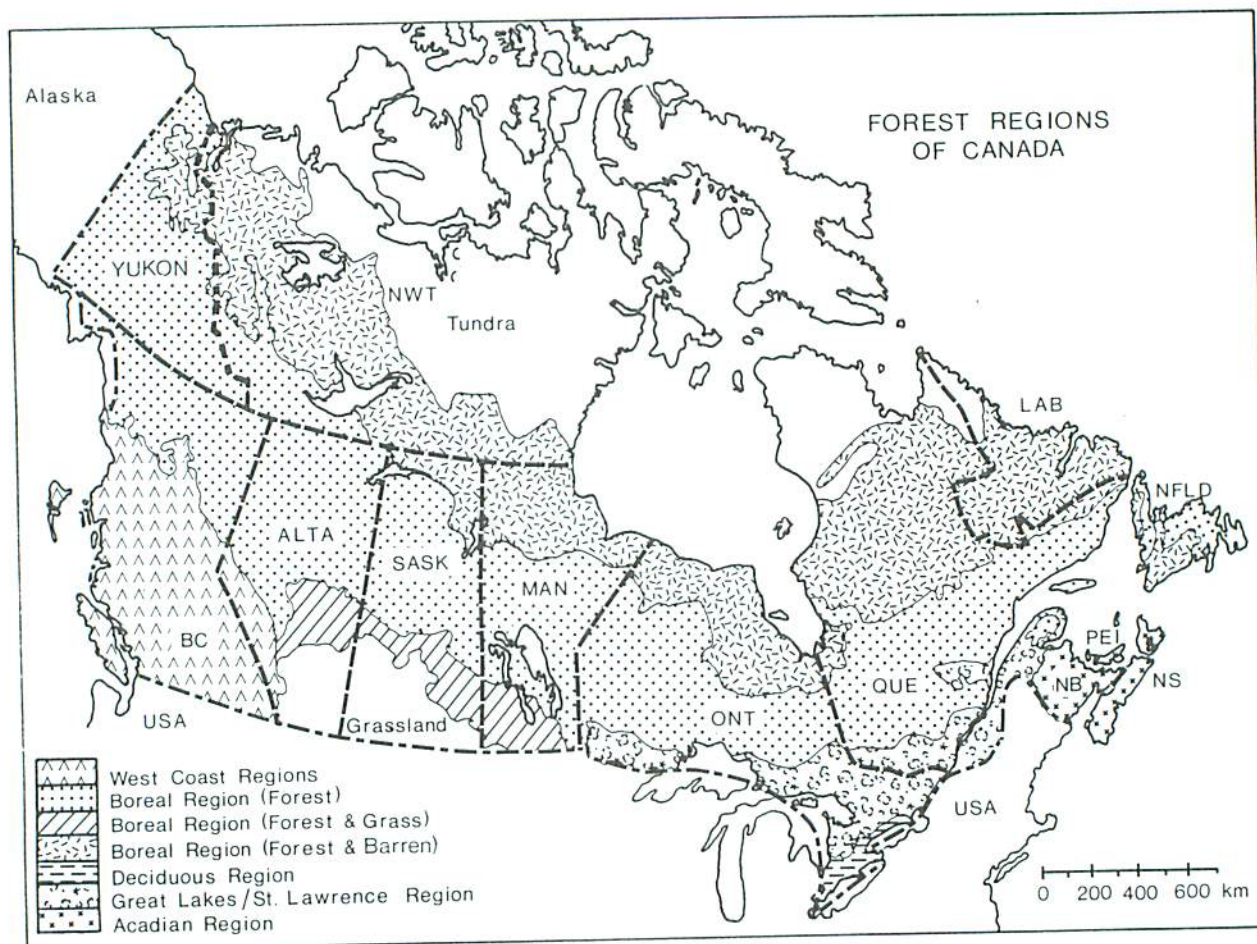 Alaska
FOREST REGIONS
OF CANADA
YUKON
NWT
Tundra
LAB
NFLD
ALTA
SASK
MAN
BC
PEI
QUE
NB
NS
ONT
USA
Grassland
USA
West Coast Regions
Boreal Region (Forest)
Boreal Region (Forest & Grass)
Boreal Region (Forest & Barren)
Deciduous Region
Great Lakes/St. Lawrence Region
Acadian Region
0 200 400 600 km